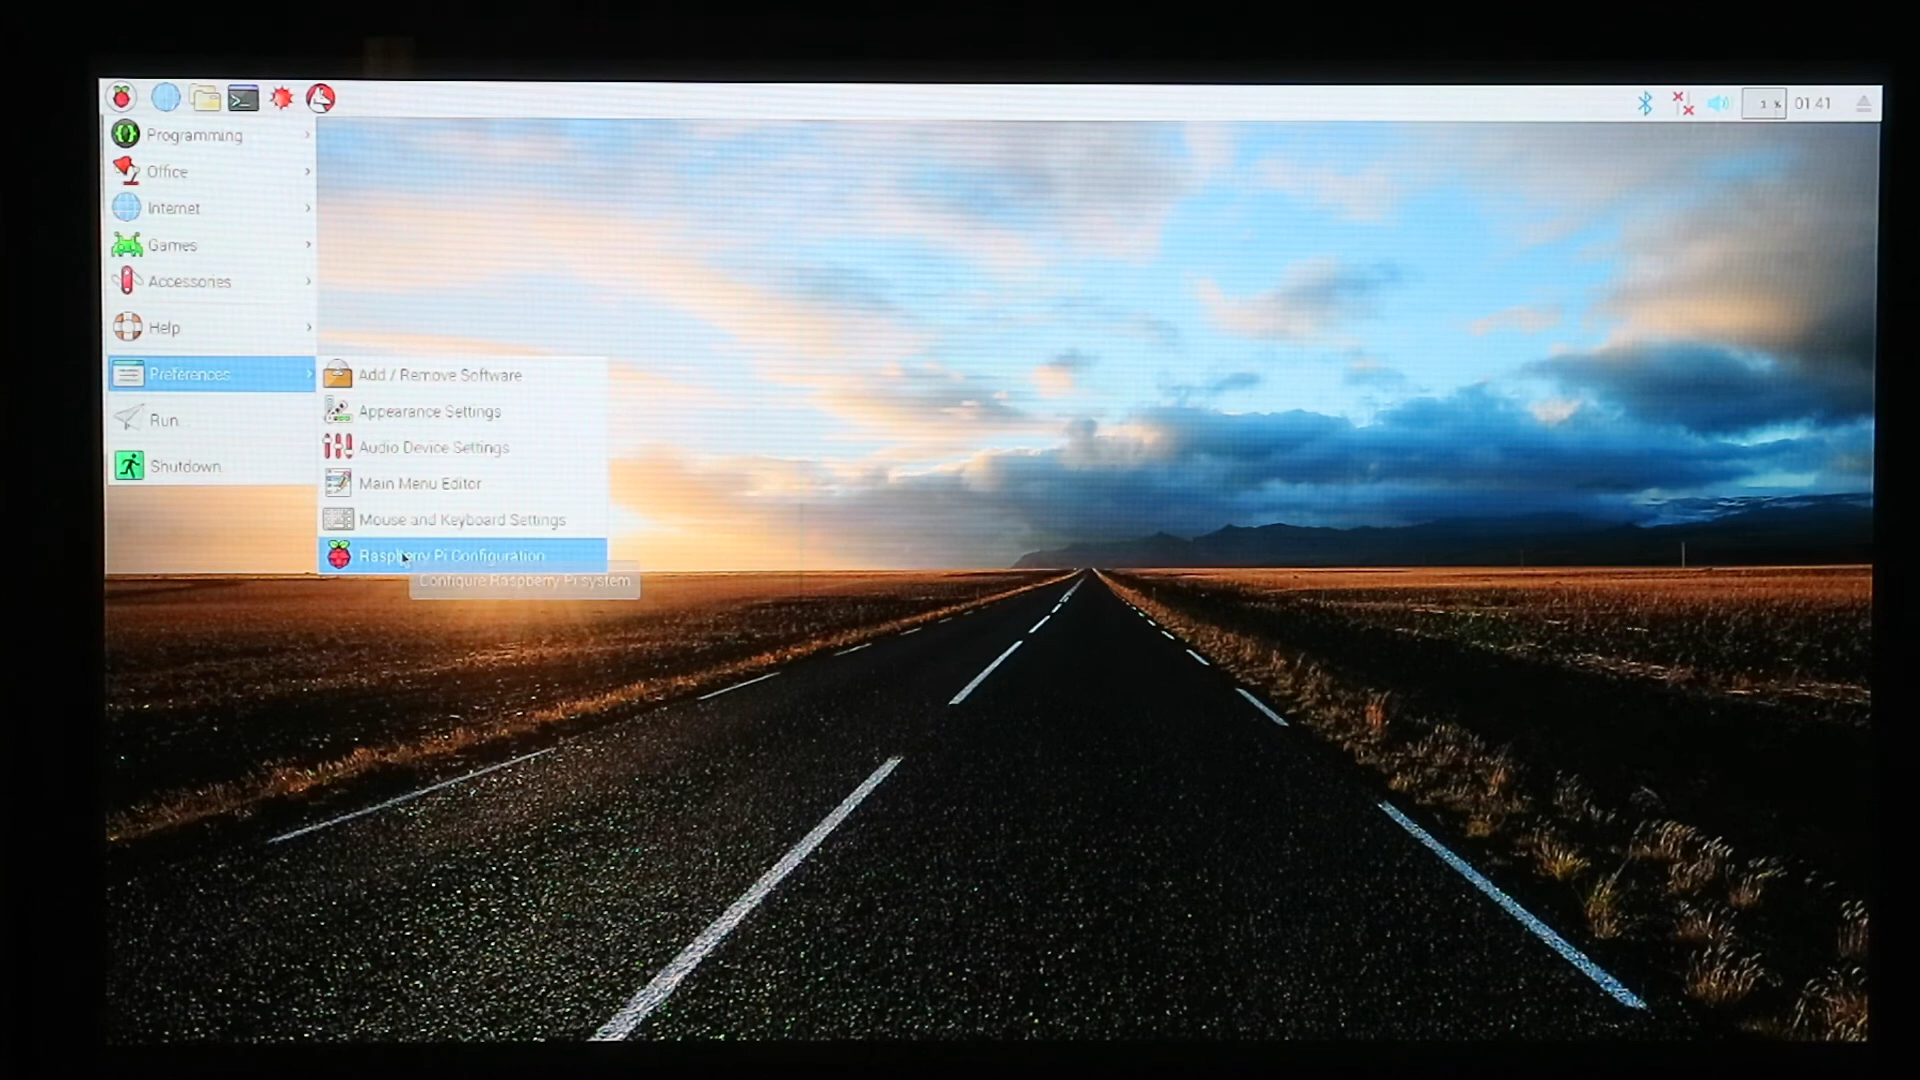 >_
1 %
01:41
Programming
Office
Internet
Games
Accessories
Help
Preferences
Run...
Shutdown...
Add / Remove Software
Appearance Settings
Audio Device Settings
Main Menu Editor
Mouse and Keyboard Settings
Raspberry Pi Configuration
Configure Raspberry Pi system